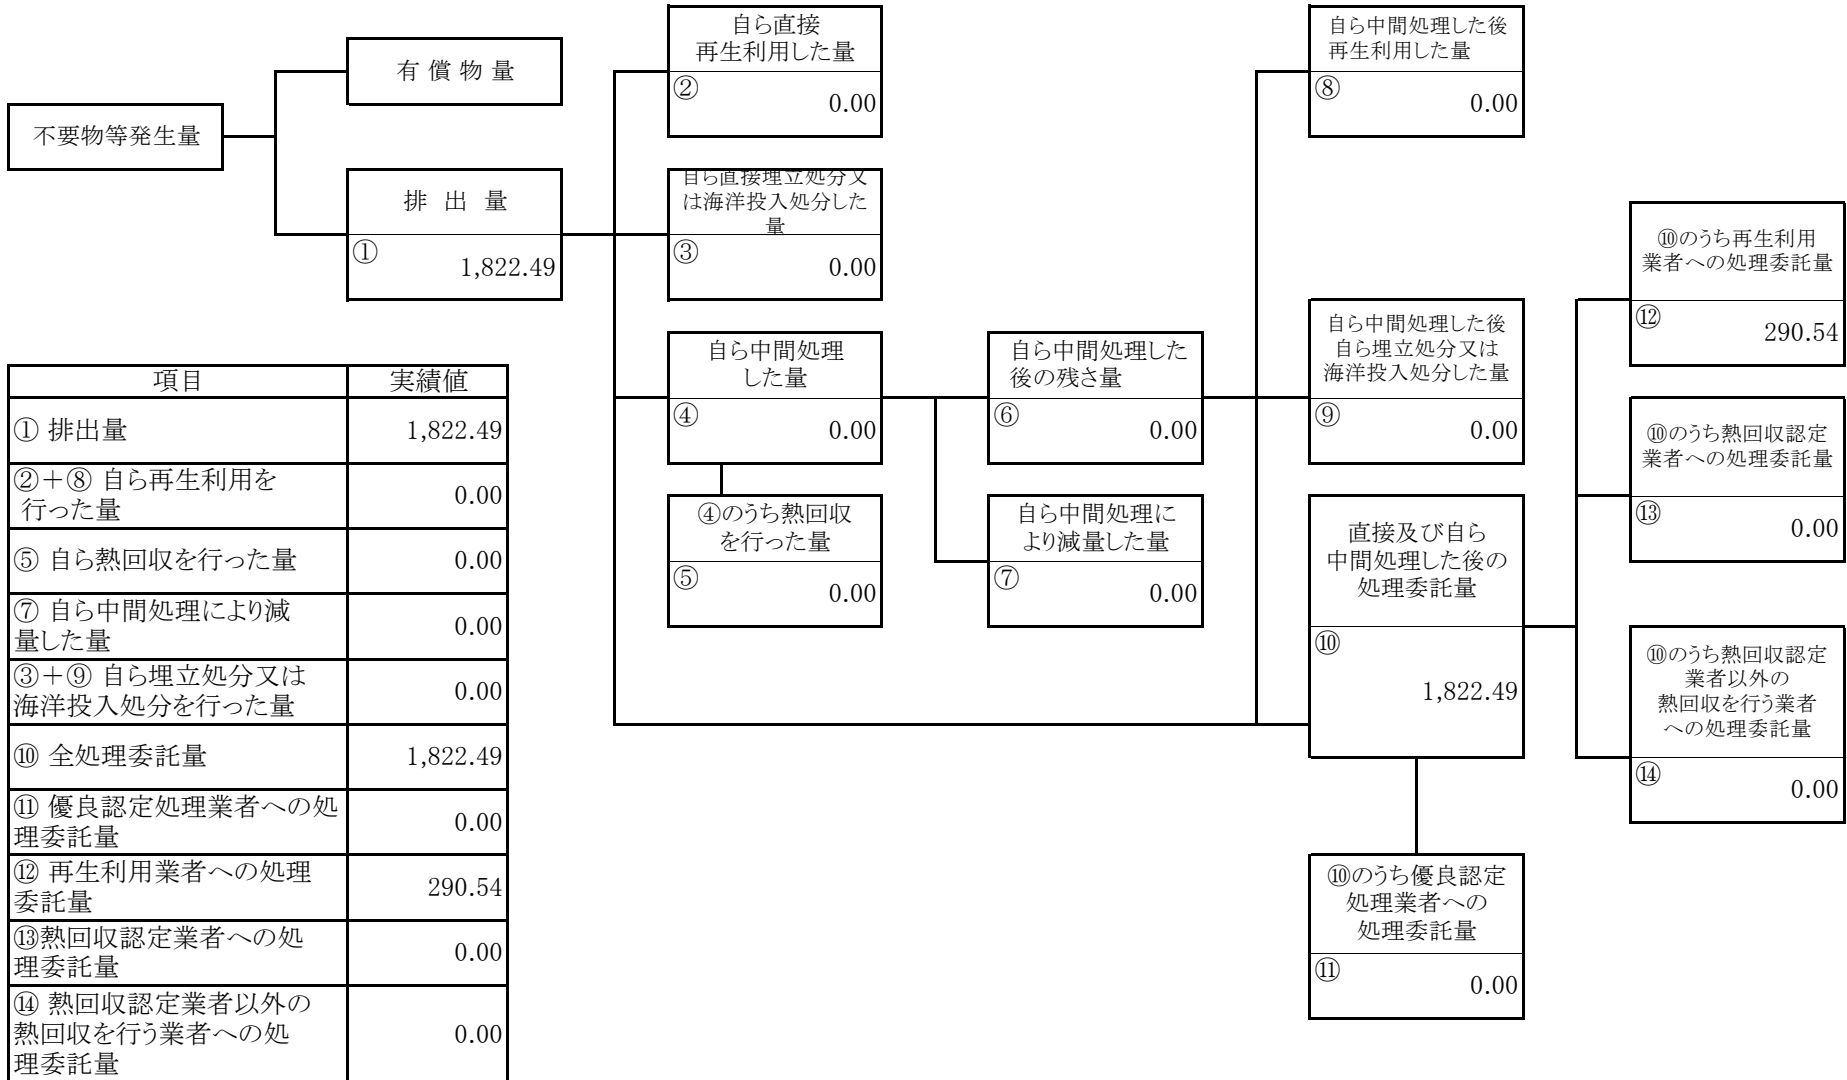 不要物等発生量
有 償 物 量
排 出 量
①
1,822.49
自ら直接
再生利用した量
②
0.00
自ら直接埋立処分又
は海洋投入処分した
量
③
0.00
自ら中間処理
した量
④
0.00
④のうち熱回収
を行った量
⑤
0.00
自ら中間処理した
後の残さ量
⑥
0.00
自ら中間処理に
より減量した量
⑦
0.00
自ら中間処理した後
再生利用した量
⑧
0.00
自ら中間処理した後
自ら埋立処分又は
海洋投入処分した量
⑨
0.00
直接及び自ら
中間処理した後の
処理委託量
⑩
1,822.49
⑩のうち優良認定
処理業者への
処理委託量
⑪
0.00
⑩のうち再生利用
業者への処理委託量
⑫
290.54
⑩のうち熱回収認定
業者への処理委託量
⑬
0.00
⑩のうち熱回収認定
業者以外の
熱回収を行う業者
への処理委託量
⑭
0.00
項目 実績値
① 排出量 1,822.49
②+⑧ 自ら再生利用を
行った量 0.00
⑤ 自ら熱回収を行った量 0.00
⑦ 自ら中間処理により減
量した量 0.00
③+⑨ 自ら埋立処分又は
海洋投入処分を行った量 0.00
⑩ 全処理委託量 1,822.49
⑪ 優良認定処理業者への処
理委託量 0.00
⑫ 再生利用業者への処理
委託量 290.54
⑬熱回収認定業者への処
理委託量 0.00
⑭ 熱回収認定業者以外の
熱回収を行う業者への処
理委託量 0.00